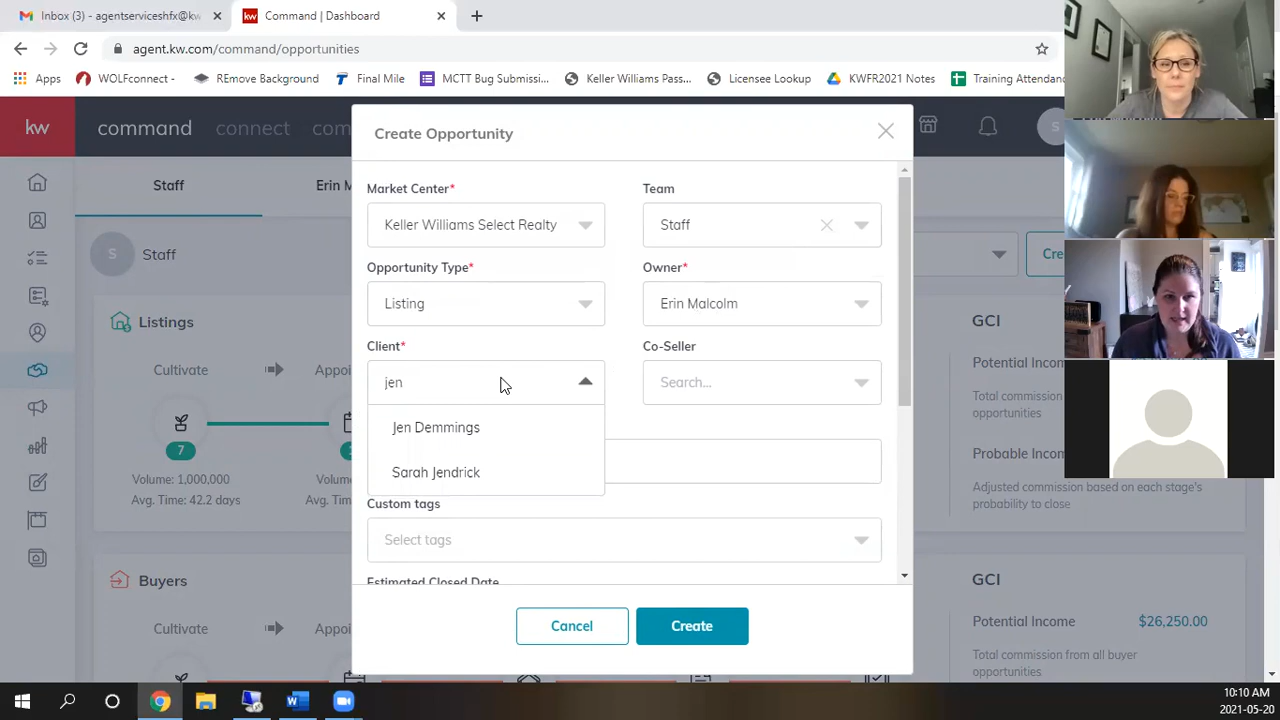 Inbox (3) - agentserviceshfx@kw
Command | Dashboard
agent.kw.com/command/opportunities
Apps
WOLFconnect -
REmove Background
Final Mile
MCTT Bug Submissi...
Keller Williams Pass...
Licensee Lookup
KWFR2021 Notes
Training Attendanc
kw
command
connect
com
S
Create Opportunity
Staff
Erin M
S
Staff
Cre
Market Center*
Team
Keller Williams Select Realty
Staff
Opportunity Type*
Owner*
Listing
Erin Malcolm
Client*
Co-Seller
jen
Search...
Jen Demmings
Sarah Jendrick
Custom tags
Select tags
Estimated Closed Date
Cancel
Create
Listings
Cultivate
Appoi
7
Volume: 1,000,000
Avg. Time: 42.2 days
Volume: 1
Avg. Tim
GCI
Potential Income
Total commission
opportunities
Probable Incom
Adjusted commission based on each stage's
probability to close
Buyers
Cultivate
Appoi
GCI
Potential Income
$26,250.00
Total commission from all buyer
opportunities
10:10 AM
2021-05-20